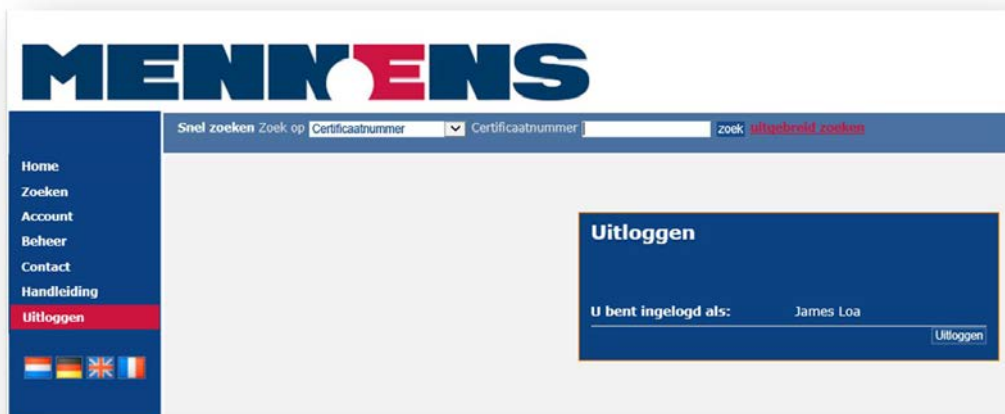 MENNENS
Snel zoeken Zoek op Certificaatnummer Certificaatnummer zoek uitgebreid zoeken
Home
Zoeken
Account
Beheer
Contact
Handleiding
Uitloggen
Uitloggen
U bent ingelogd als: James Loa
Uitloggen